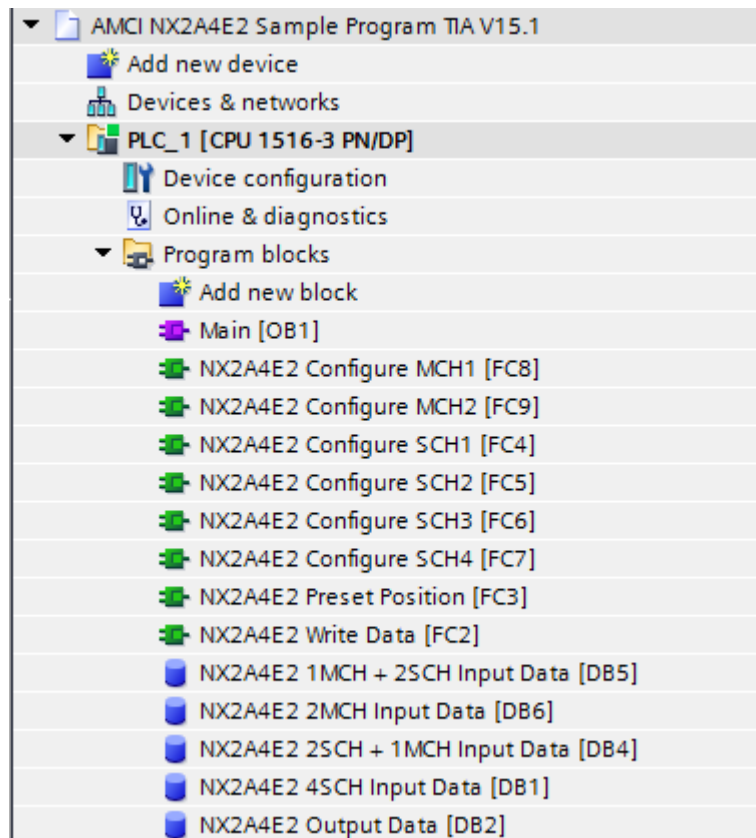 AMCI NX2A4E2 Sample Program TIA V15.1
Add new device
Devices & networks
PLC_1 [CPU 1516-3 PN/DP]
Device configuration
Online & diagnostics
Program blocks
Add new block
Main [OB1]
NX2A4E2 Configure MCH1 [FC8]
NX2A4E2 Configure MCH2 [FC9]
NX2A4E2 Configure SCH1 [FC4]
NX2A4E2 Configure SCH2 [FC5]
NX2A4E2 Configure SCH3 [FC6]
NX2A4E2 Configure SCH4 [FC7]
NX2A4E2 Preset Position [FC3]
NX2A4E2 Write Data [FC2]
NX2A4E2 1MCH + 2SCH Input Data [DB5]
NX2A4E2 2MCH Input Data [DB6]
NX2A4E2 2SCH + 1MCH Input Data [DB4]
NX2A4E2 4SCH Input Data [DB1]
NX2A4E2 Output Data [DB2]